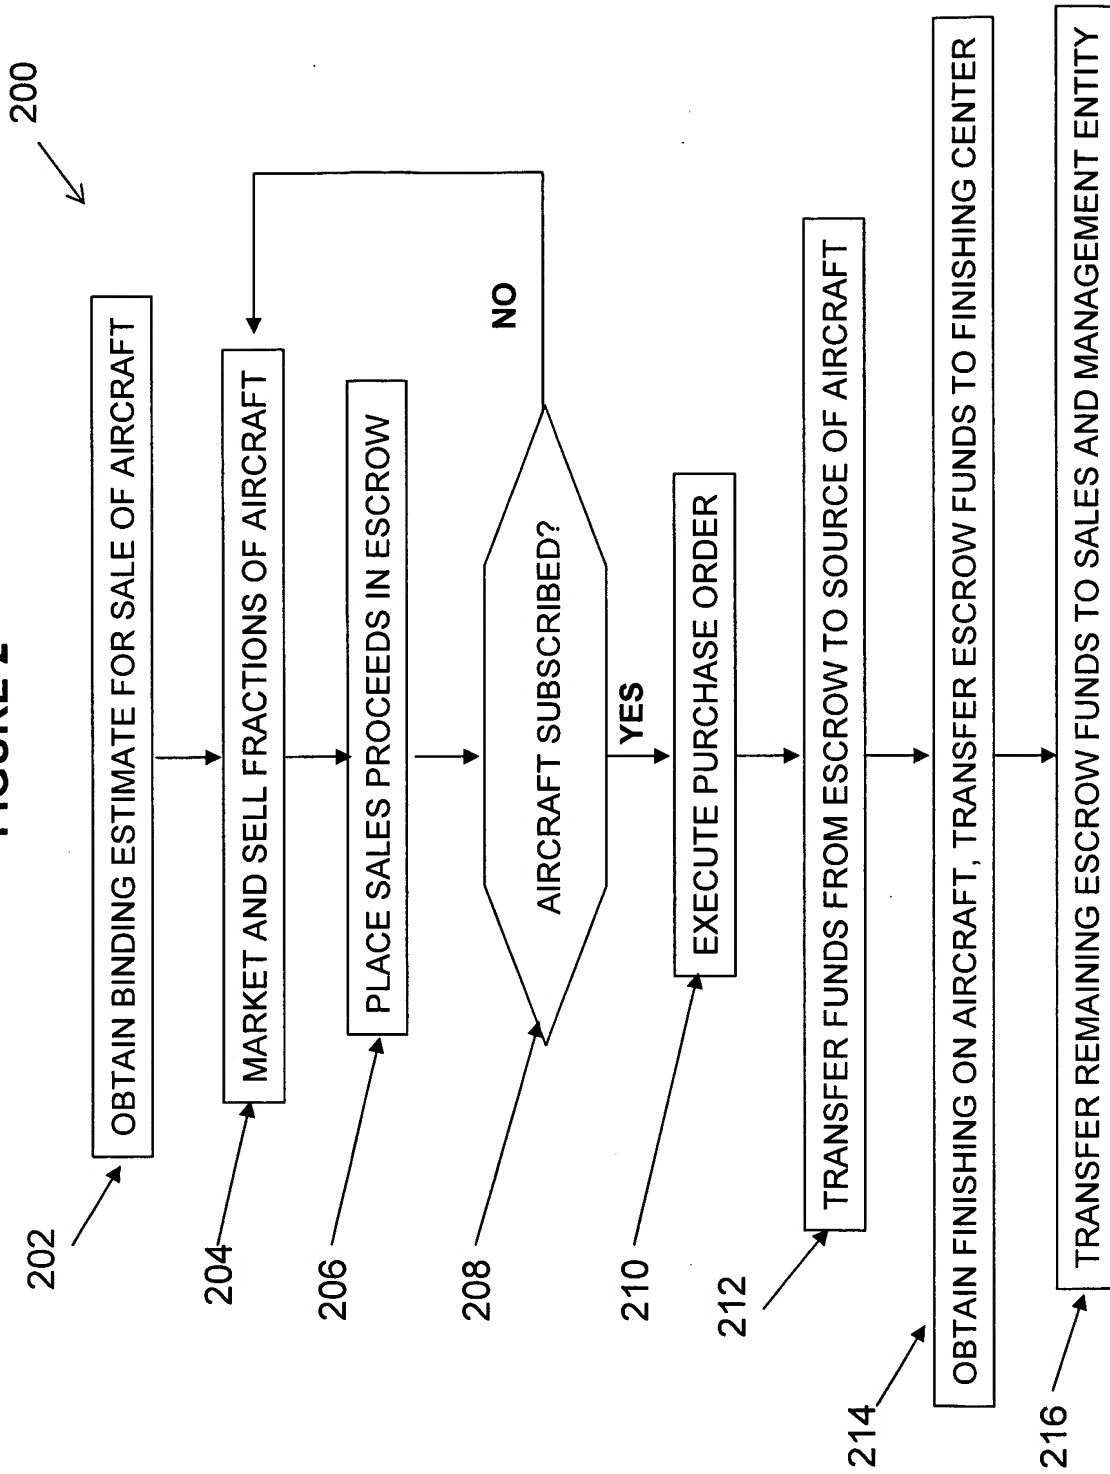 FIGURE 2
200
202
OBTAIN BINDING ESTIMATE FOR SALE OF AIRCRAFT
204
MARKET AND SELL FRACTIONS OF AIRCRAFT
206
PLACE SALES PROCEEDS IN ESCROW
208
AIRCRAFT SUBSCRIBED?
NO
YES
210
EXECUTE PURCHASE ORDER
212
TRANSFER FUNDS FROM ESCROW TO SOURCE OF AIRCRAFT
214
OBTAIN FINISHING ON AIRCRAFT, TRANSFER ESCROW FUNDS TO FINISHING CENTER
216
TRANSFER REMAINING ESCROW FUNDS TO SALES AND MANAGEMENT ENTITY